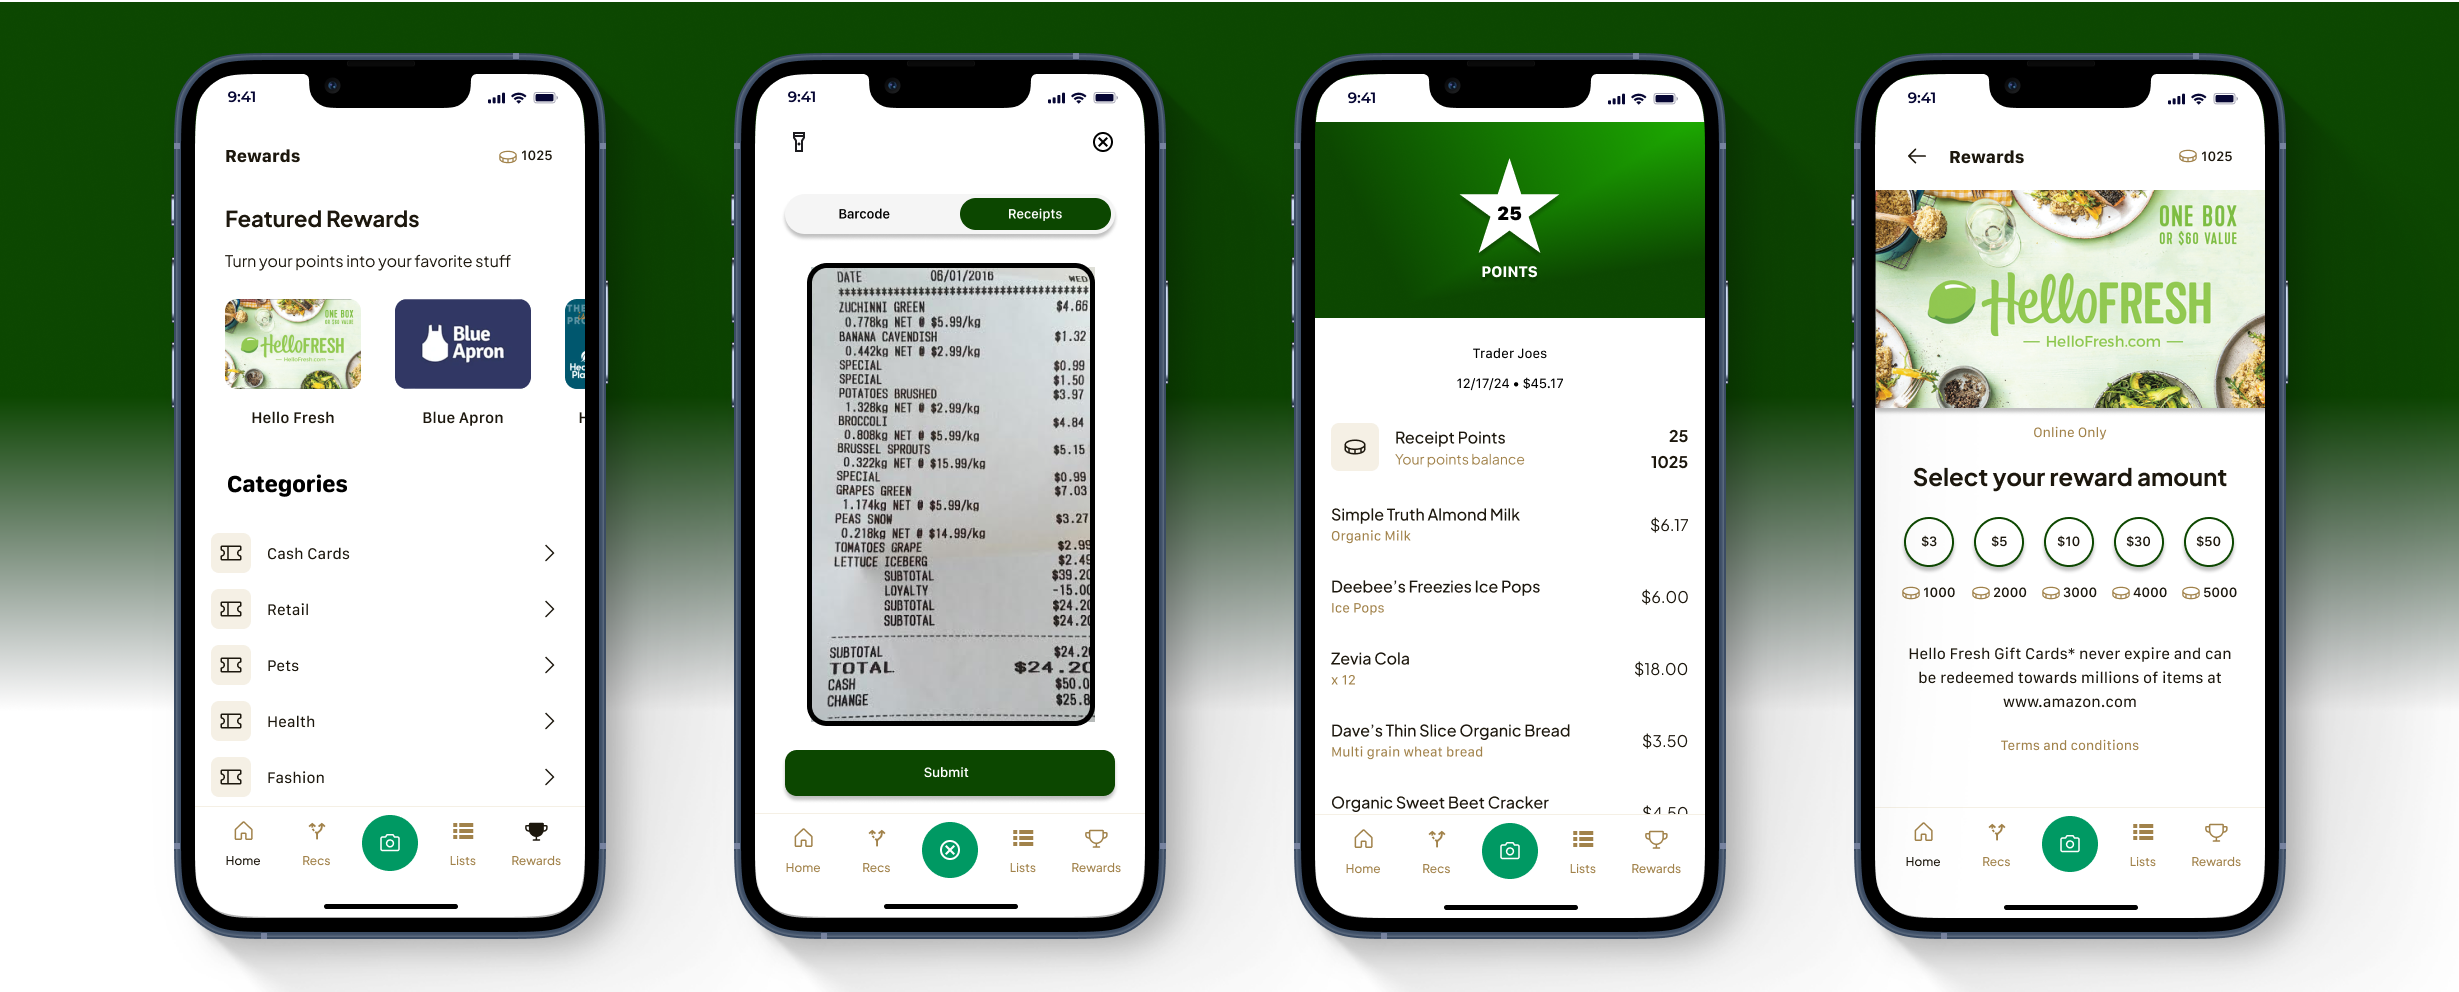 9:41
Rewards
1025
Featured Rewards
Turn your points into your favorite stuff
ONE BOX
OR $60 VALUE
HelloFRESH
— HelloFresh.com —
Blue
Apron
Hello Fresh
Blue Apron
H
Categories
Cash Cards
Retail
Pets
Health
Fashion
Home
Recs
Lists
Rewards
9:41
Barcode
Receipts
DATE 06/01/2016 WED
****************************************
ZUCHINNI GREEN $4.66
0.778kg NET @ $5.99/kg
BANANA CAVENDISH $1.32
0.442kg NET @ $2.99/kg
SPECIAL $0.99
SPECIAL $1.50
POTATOES BRUSHED $3.97
1.328kg NET @ $2.99/kg
BROCCOLI $4.84
0.808kg NET @ $5.99/kg
BRUSSEL SPROUTS $5.15
0.322kg NET @ $15.99/kg
SPECIAL $0.99
GRAPES GREEN $7.03
1.174kg NET @ $5.99/kg
PEAS SNOW $3.27
0.218kg NET @ $14.99/kg
TOMATOES GRAPE $2.99
LETTUCE ICEBERG $2.49
SUBTOTAL $39.20
LOYALTY -15.00
SUBTOTAL $24.20
SUBTOTAL $24.20
SUBTOTAL $24.20
TOTAL $24.20
CASH $50.0
CHANGE $25.8
Submit
Home
Recs
Lists
Rewards
9:41
25
POINTS
Trader Joes
12/17/24 • $45.17
Receipt Points 25
Your points balance 1025
Simple Truth Almond Milk $6.17
Organic Milk
Deebee's Freezies Ice Pops $6.00
Ice Pops
Zevia Cola $18.00
x 12
Dave's Thin Slice Organic Bread $3.50
Multi grain wheat bread
Organic Sweet Beet Cracker $4.50
Home
Recs
Lists
Rewards
9:41
Rewards
1025
ONE BOX
OR $60 VALUE
HelloFRESH
— HelloFresh.com —
Online Only
Select your reward amount
$3 $5 $10 $30 $50
1000 2000 3000 4000 5000
Hello Fresh Gift Cards* never expire and can
be redeemed towards millions of items at
www.amazon.com
Terms and conditions
Home
Recs
Lists
Rewards